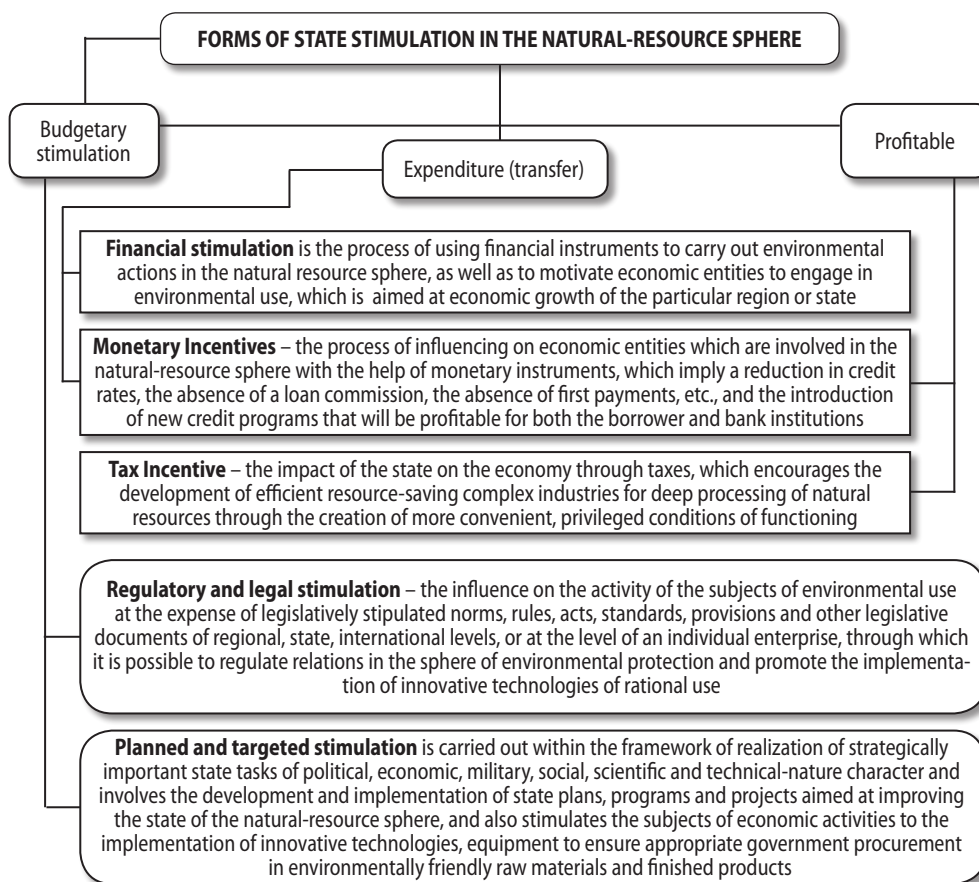 FORMS OF STATE STIMULATION IN THE NATURAL-RESOURCE SPHERE
Budgetary
stimulation
Expenditure (transfer)
Profitable
Financial stimulation is the process of using financial instruments to carry out environmental
actions in the natural resource sphere, as well as to motivate economic entities to engage in
environmental use, which is aimed at economic growth of the particular region or state
Monetary Incentives – the process of influencing on economic entities which are involved in the
natural-resource sphere with the help of monetary instruments, which imply a reduction in credit
rates, the absence of a loan commission, the absence of first payments, etc., and the introduction
of new credit programs that will be profitable for both the borrower and bank institutions
Tax Incentive – the impact of the state on the economy through taxes, which encourages the
development of efficient resource-saving complex industries for deep processing of natural
resources through the creation of more convenient, privileged conditions of functioning
Regulatory and legal stimulation – the influence on the activity of the subjects of environmental use
at the expense of legislatively stipulated norms, rules, acts, standards, provisions and other legislative
documents of regional, state, international levels, or at the level of an individual enterprise, through which
it is possible to regulate relations in the sphere of environmental protection and promote the implementa-
tion of innovative technologies of rational use
Planned and targeted stimulation is carried out within the framework of realization of strategically
important state tasks of political, economic, military, social, scientific and technical-nature character and
involves the development and implementation of state plans, programs and projects aimed at improving
the state of the natural-resource sphere, and also stimulates the subjects of economic activities to the
implementation of innovative technologies, equipment to ensure appropriate government procurement
in environmentally friendly raw materials and finished products